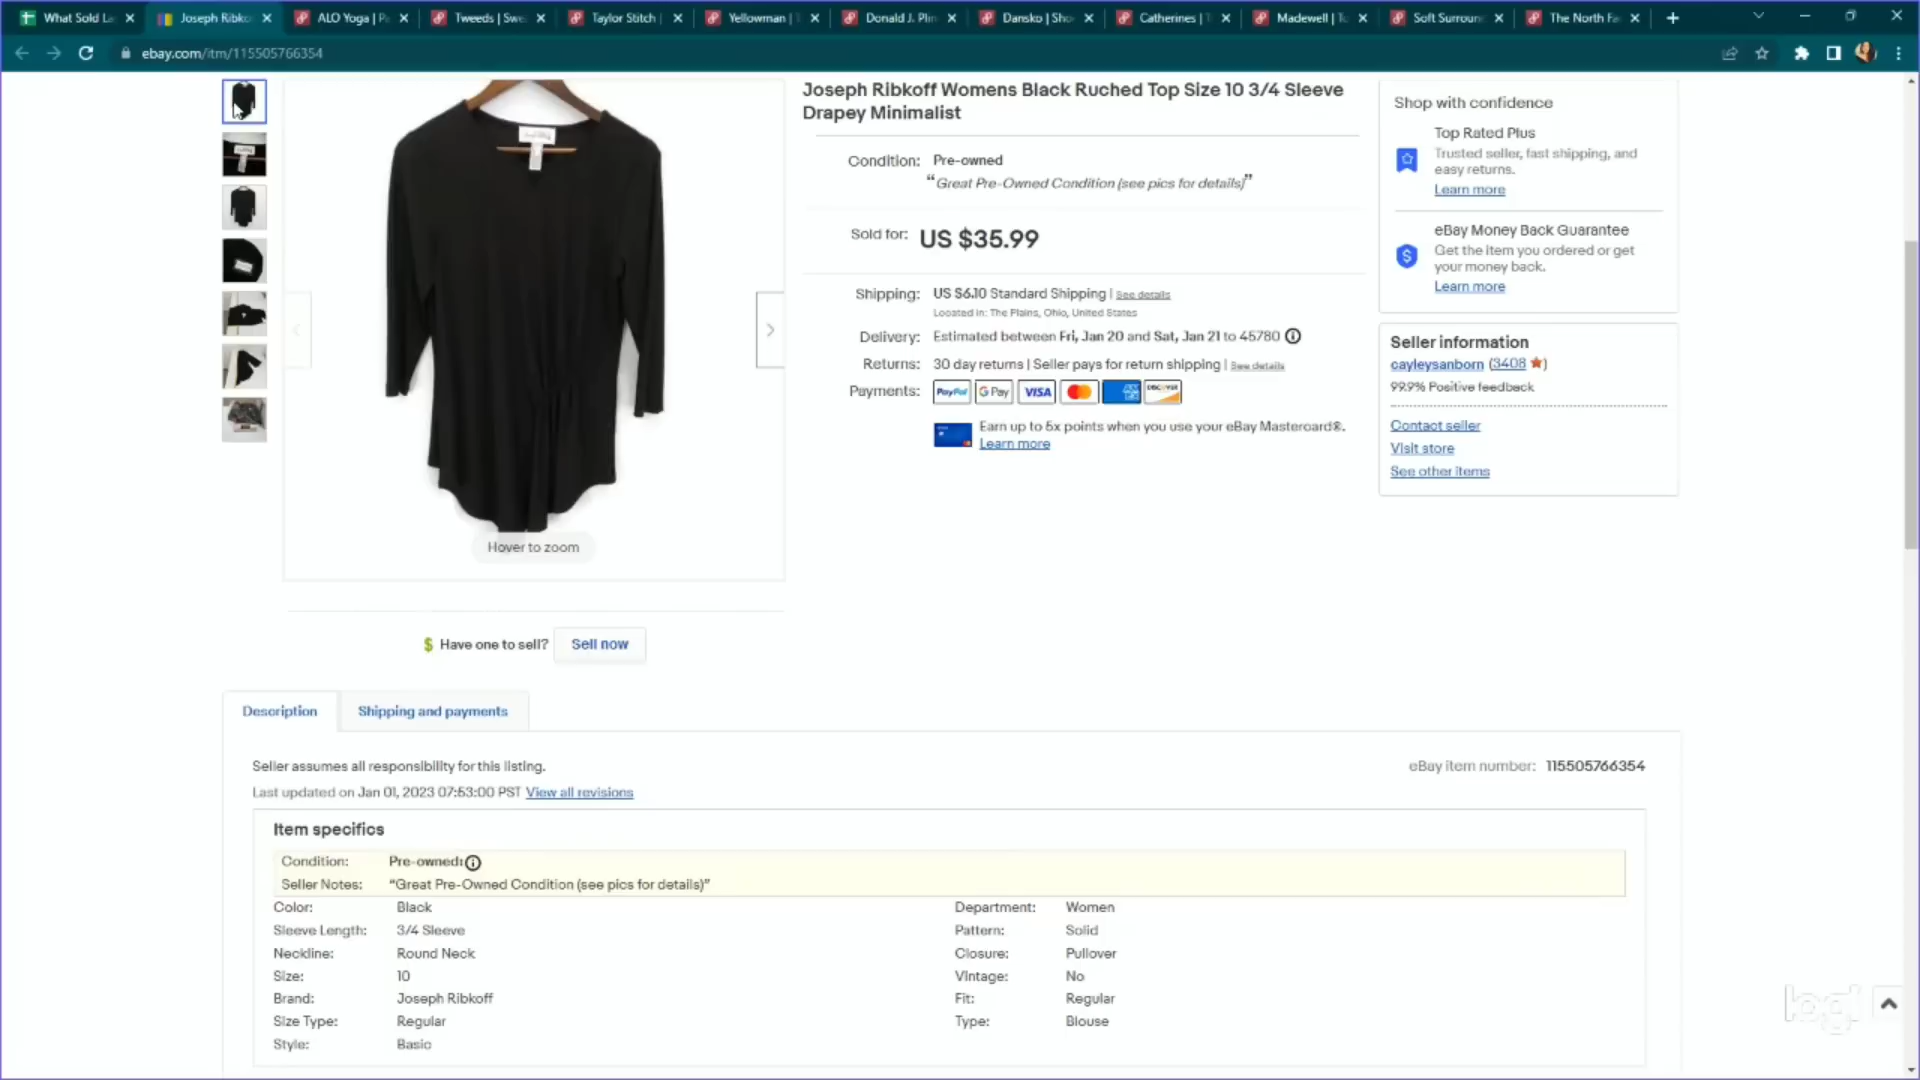 What Sold La
Joseph Ribko
ALO Yoga | P
Tweeds | Swe
Taylor Stitch |
Yellowman |
Donald J. Plin
Dansko | Sho
Catherines | T
Madewell | To
Soft Surroun
The North Fa
ebay.com/itm/115505766354
Joseph Ribkoff Womens Black Ruched Top Size 10 3/4 Sleeve
Drapey Minimalist
Condition: Pre-owned
“Great Pre-Owned Condition (see pics for details)”
Sold for: US $35.99
Shipping: US $6.10 Standard Shipping | See details
Located in: The Plains, Ohio, United States
Delivery: Estimated between Fri, Jan 20 and Sat, Jan 21 to 45780
Returns: 30 day returns | Seller pays for return shipping | See details
Payments: PayPal G Pay VISA DISCOVER
Earn up to 5x points when you use your eBay Mastercard®.
Learn more
Shop with confidence
Top Rated Plus
Trusted seller, fast shipping, and
easy returns.
Learn more
eBay Money Back Guarantee
Get the item you ordered or get
your money back.
Learn more
Seller information
cayleysanborn (3408)
99.9% Positive feedback
Contact seller
Visit store
See other items
Hover to zoom
Have one to sell? Sell now
Description
Shipping and payments
Seller assumes all responsibility for this listing.
eBay item number: 115505766354
Last updated on Jan 01, 2023 07:53:00 PST View all revisions
Item specifics
Condition: Pre-owned:
Seller Notes: “Great Pre-Owned Condition (see pics for details)”
Color: Black
Department: Women
Sleeve Length: 3/4 Sleeve
Pattern: Solid
Neckline: Round Neck
Closure: Pullover
Size: 10
Vintage: No
Brand: Joseph Ribkoff
Fit: Regular
Size Type: Regular
Type: Blouse
Style: Basic
logi